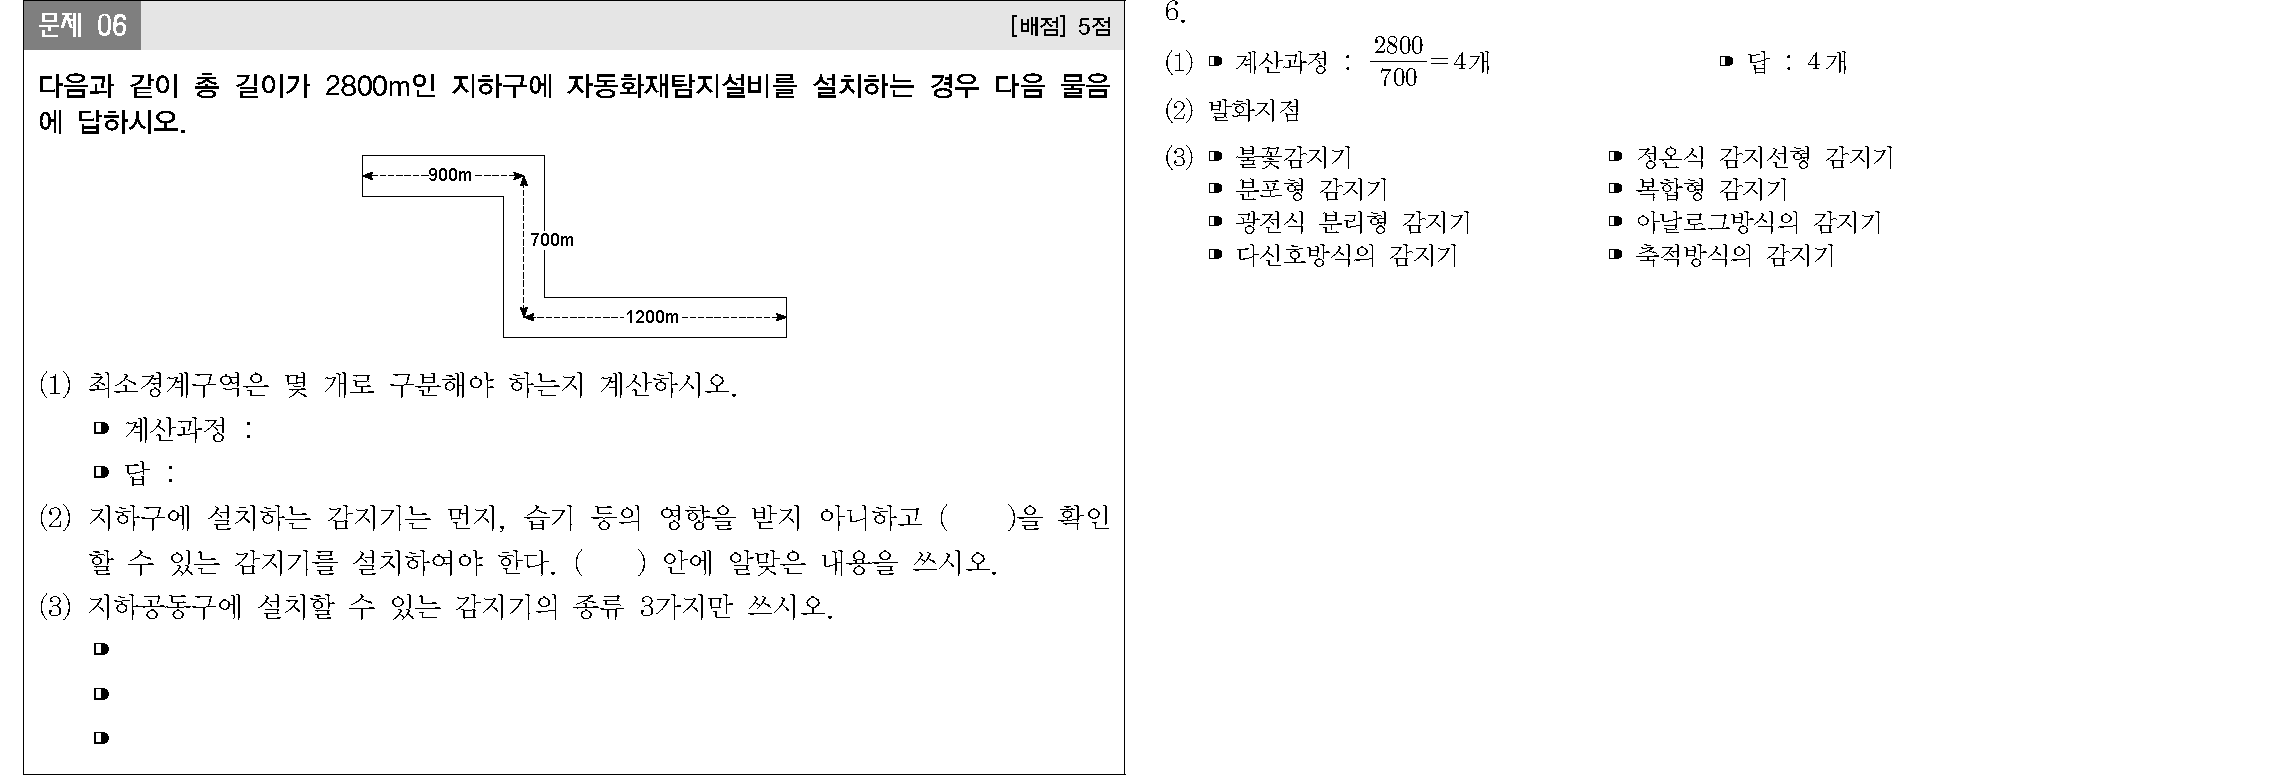 문제 06 [배점] 5점
다음과 같이 총 길이가 2800m인 지하구에 자동화재탐지설비를 설치하는 경우 다음 물음
에 답하시오.
900m
700m
1200m
(1) 최소경계구역은 몇 개로 구분해야 하는지 계산하시오.
계산과정 :
답 :
(2) 지하구에 설치하는 감지기는 먼지, 습기 등의 영향을 받지 아니하고 ( )을 확인
할 수 있는 감지기를 설치하여야 한다. ( ) 안에 알맞은 내용을 쓰시오.
(3) 지하공동구에 설치할 수 있는 감지기의 종류 3가지만 쓰시오.
6.
(1) 계산과정 : 2800/700 = 4개 답 : 4개
(2) 발화지점
(3) 불꽃감지기 정온식 감지선형 감지기
분포형 감지기 복합형 감지기
광전식 분리형 감지기 아날로그방식의 감지기
다신호방식의 감지기 축적방식의 감지기